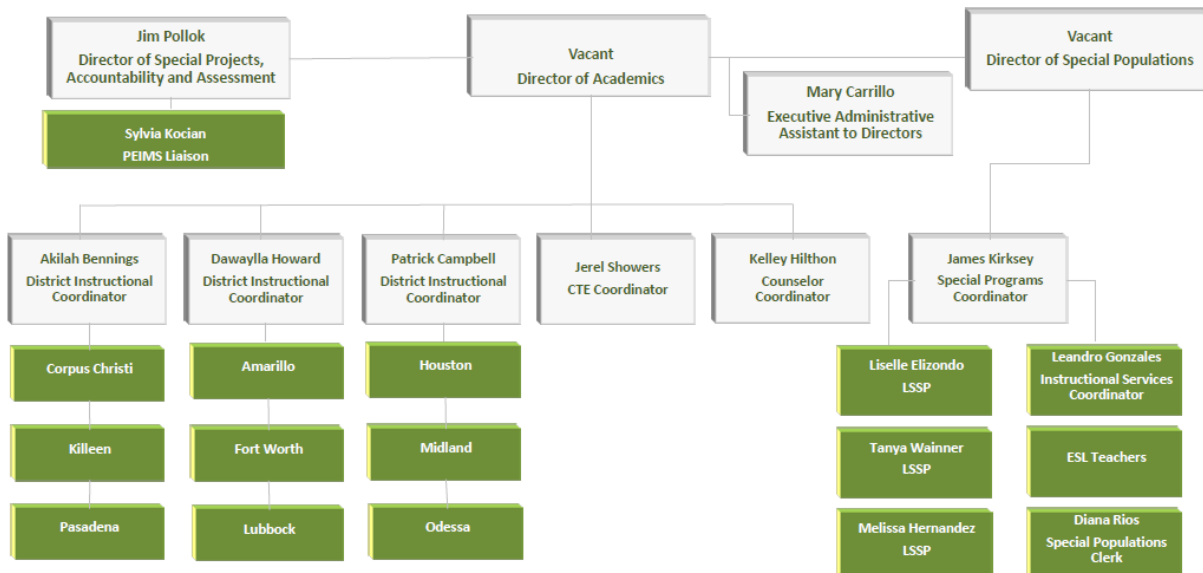 Jim Pollok
Director of Special Projects,
Accountability and Assessment
Vacant
Director of Academics
Vacant
Director of Special Populations
Mary Carrillo
Executive Administrative
Assistant to Directors
Sylvia Kocian
PEIMS Liaison
Akilah Bennings
District Instructional
Coordinator
Dawaylla Howard
District Instructional
Coordinator
Patrick Campbell
District Instructional
Coordinator
Jerel Showers
CTE Coordinator
Kelley Hilthon
Counselor
Coordinator
James Kirksey
Special Programs
Coordinator
Corpus Christi
Killeen
Pasadena
Amarillo
Fort Worth
Lubbock
Houston
Midland
Odessa
Liselle Elizondo
LSSP
Tanya Wainner
LSSP
Melissa Hernandez
LSSP
Leandro Gonzales
Instructional Services
Coordinator
ESL Teachers
Diana Rios
Special Populations
Clerk